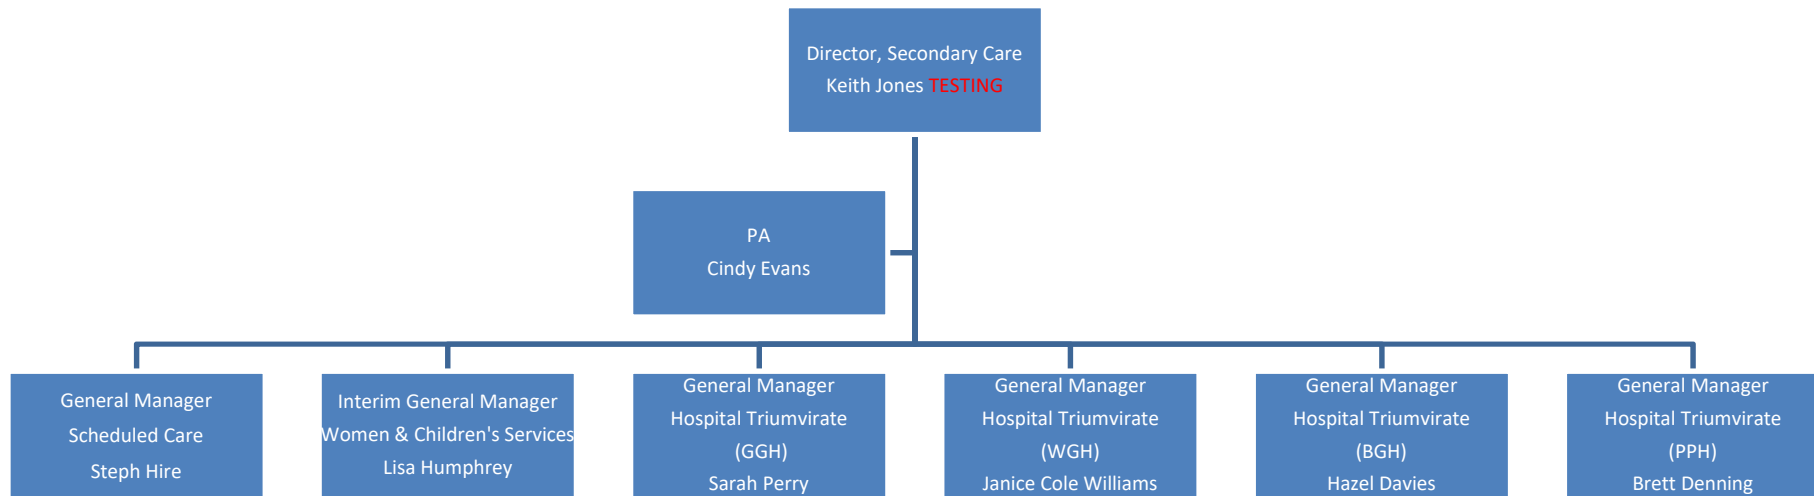 Director, Secondary Care
Keith Jones TESTING
PA
Cindy Evans
General Manager
Scheduled Care
Steph Hire
Interim General Manager
Women & Children's Services
Lisa Humphrey
General Manager
Hospital Triumvirate
(GGH)
Sarah Perry
General Manager
Hospital Triumvirate
(WGH)
Janice Cole Williams
General Manager
Hospital Triumvirate
(BGH)
Hazel Davies
General Manager
Hospital Triumvirate
(PPH)
Brett Denning